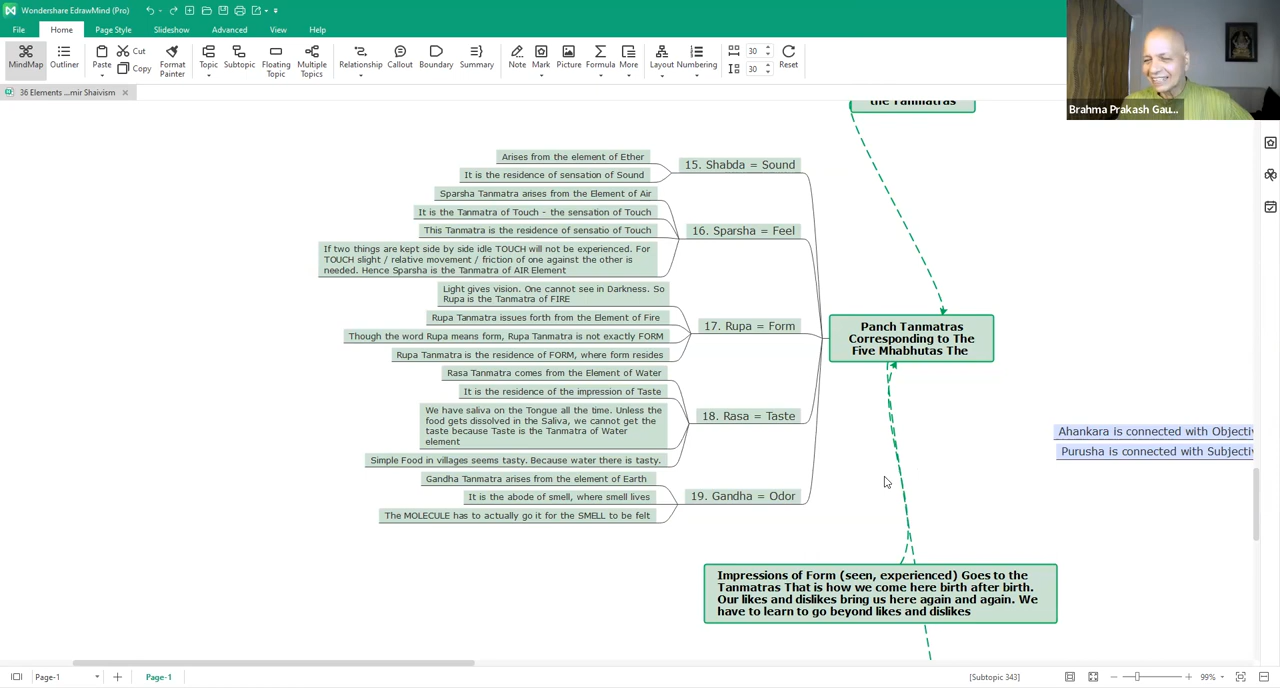 Wondershare EdrawMind (Pro)
File
Home
Page Style
Slideshow
Advanced
View
Help
MindMap
Outliner
Paste
Cut
Copy
Format
Painter
Topic
Subtopic
Floating
Topic
Multiple
Topics
Relationship
Callout
Boundary
Summary
Note
Mark
Picture
Formula
More
Layout
Numbering
30
30
Reset
Brahma Prakash Gau...
36 Elements ...mir Shaivism
the Tanmatras
Arises from the element of Ether
It is the residence of sensation of Sound
15. Shabda = Sound
Sparsha Tanmatra arises from the Element of Air
It is the Tanmatra of Touch - the sensation of Touch
This Tanmatra is the residence of sensatio of Touch
If two things are kept side by side idle TOUCH will not be experienced. For
TOUCH slight / relative movement / friction of one against the other is
needed. Hence Sparsha is the Tanmatra of AIR Element
16. Sparsha = Feel
Light gives vision. One cannot see in Darkness. So
Rupa is the Tanmatra of FIRE
Rupa Tanmatra issues forth from the Element of Fire
Though the word Rupa means form, Rupa Tanmatra is not exactly FORM
Rupa Tanmatra is the residence of FORM, where form resides
17. Rupa = Form
Rasa Tanmatra comes from the Element of Water
It is the residence of the impression of Taste
We have saliva on the Tongue all the time. Unless the
food gets dissolved in the Saliva, we cannot get the
taste because Taste is the Tanmatra of Water
element
Simple Food in villages seems tasty. Because water there is tasty.
18. Rasa = Taste
Gandha Tanmatra arises from the element of Earth
It is the abode of smell, where smell lives
The MOLECULE has to actually go it for the SMELL to be felt
19. Gandha = Odor
Panch Tanmatras
Corresponding to The
Five Mhabhutas The
Ahankara is connected with Objectiv
Purusha is connected with Subjectiv
Impressions of Form (seen, experienced) Goes to the
Tanmatras That is how we come here birth after birth.
Our likes and dislikes bring us here again and again. We
have to learn to go beyond likes and dislikes
Page-1
Page-1
[Subtopic 343]
99%